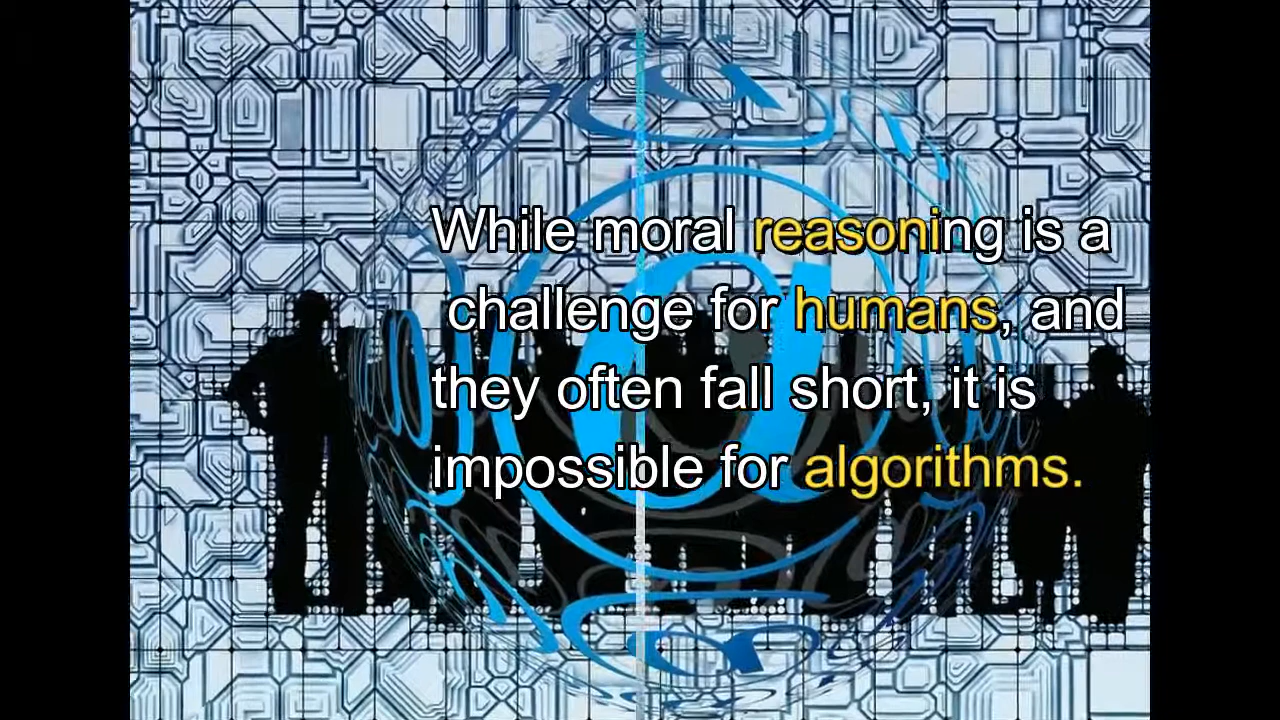 While moral reasoning is a
challenge for humans, and
they often fall short, it is
impossible for algorithms.